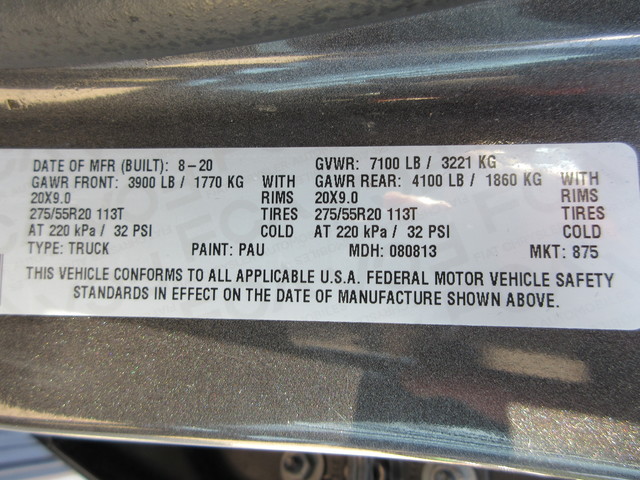 DATE OF MFR (BUILT): 8-20 GVWR: 7100 LB / 3221 KG
GAWR FRONT: 3900 LB / 1770 KG WITH GAWR REAR: 4100 LB / 1860 KG WITH
20X9.0 RIMS 20X9.0 RIMS
275/55R20 113T TIRES 275/55R20 113T TIRES
AT 220 kPa / 32 PSI COLD AT 220 kPa / 32 PSI COLD
TYPE: TRUCK PAINT: PAU MDH: 080813 MKT: 875
THIS VEHICLE CONFORMS TO ALL APPLICABLE U.S.A. FEDERAL MOTOR VEHICLE SAFETY
STANDARDS IN EFFECT ON THE DATE OF MANUFACTURE SHOWN ABOVE.